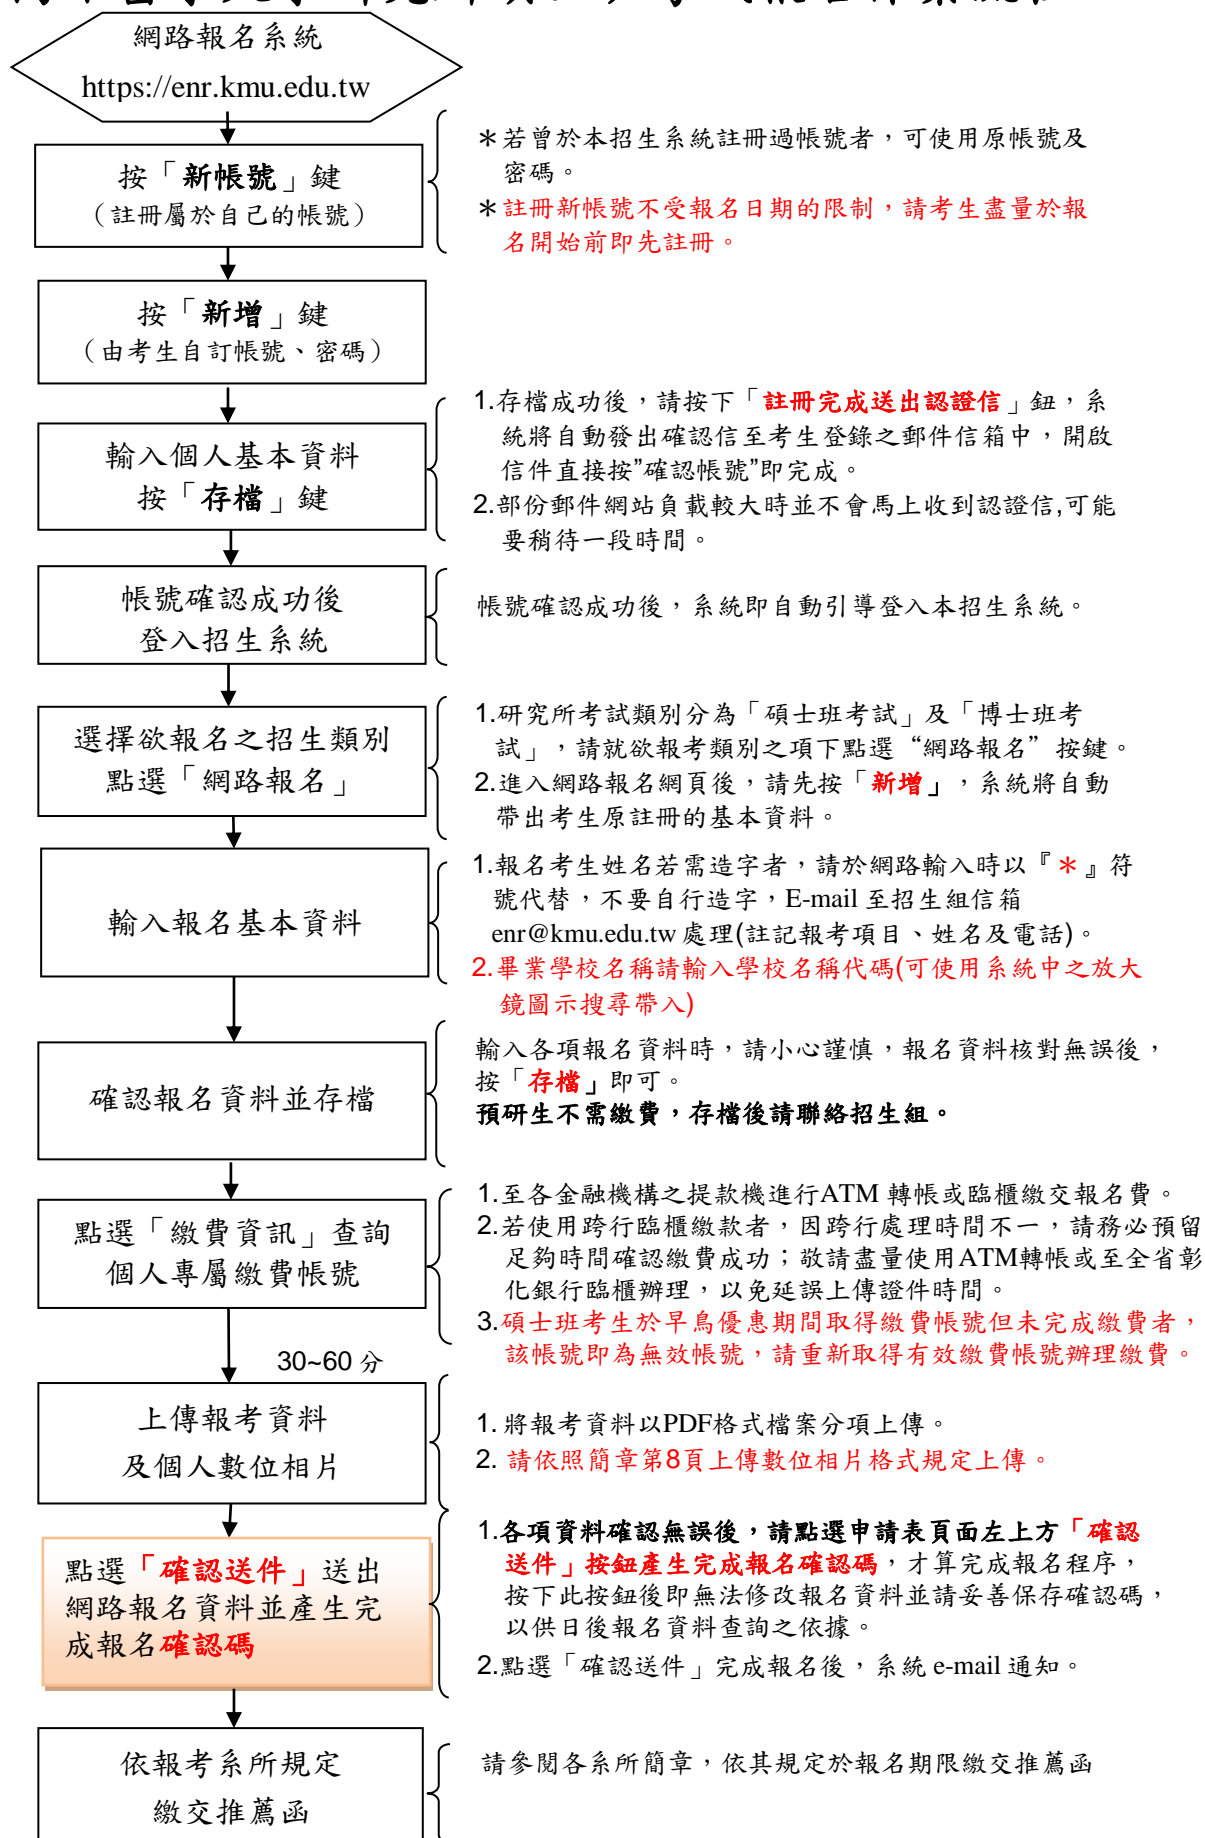 網路報名系統
https://enr.kmu.edu.tw
按「新帳號」鍵
（註冊屬於自己的帳號）
＊若曾於本招生系統註冊過帳號者，可使用原帳號及
密碼。
＊註冊新帳號不受報名日期的限制，請考生盡量於報
名開始前即先註冊。
按「新增」鍵
（由考生自訂帳號、密碼）
輸入個人基本資料
按「存檔」鍵
1.存檔成功後，請按下「註冊完成送出認證信」鈕，系
統將自動發出確認信至考生登錄之郵件信箱中，開啟
信件直接按”確認帳號”即完成。
2.部份郵件網站負載較大時並不會馬上收到認證信,可能
要稍待一段時間。
帳號確認成功後
登入招生系統
帳號確認成功後，系統即自動引導登入本招生系統。
選擇欲報名之招生類別
點選「網路報名」
1.研究所考試類別分為「碩士班考試」及「博士班考
試」，請就欲報考類別之項下點選“網路報名”按鍵。
2.進入網路報名網頁後，請先按「新增」，系統將自動
帶出考生原註冊的基本資料。
輸入報名基本資料
1.報名考生姓名若需造字者，請於網路輸入時以『＊』符
號代替，不要自行造字，E-mail 至招生組信箱
enr@kmu.edu.tw 處理(註記報考項目、姓名及電話)。
2.畢業學校名稱請輸入學校名稱代碼(可使用系統中之放大
鏡圖示搜尋帶入)
確認報名資料並存檔
輸入各項報名資料時，請小心謹慎，報名資料核對無誤後，
按「存檔」即可。
預研生不需繳費，存檔後請聯絡招生組。
點選「繳費資訊」查詢
個人專屬繳費帳號
1.至各金融機構之提款機進行ATM 轉帳或臨櫃繳交報名費。
2.若使用跨行臨櫃繳款者，因跨行處理時間不一，請務必預留
足夠時間確認繳費成功；敬請盡量使用ATM轉帳或至全省彰
化銀行臨櫃辦理，以免延誤上傳證件時間。
3.碩士班考生於早鳥優惠期間取得繳費帳號但未完成繳費者，
該帳號即為無效帳號，請重新取得有效繳費帳號辦理繳費。
30~60 分
上傳報考資料
及個人數位相片
1. 將報考資料以PDF格式檔案分項上傳。
2. 請依照簡章第8頁上傳數位相片格式規定上傳。
點選「確認送件」送出
網路報名資料並產生完
成報名確認碼
1.各項資料確認無誤後，請點選申請表頁面左上方「確認
送件」按鈕產生完成報名確認碼，才算完成報名程序，
按下此按鈕後即無法修改報名資料並請妥善保存確認碼，
以供日後報名資料查詢之依據。
2.點選「確認送件」完成報名後，系統 e-mail 通知。
依報考系所規定
繳交推薦函
請參閱各系所簡章，依其規定於報名期限繳交推薦函